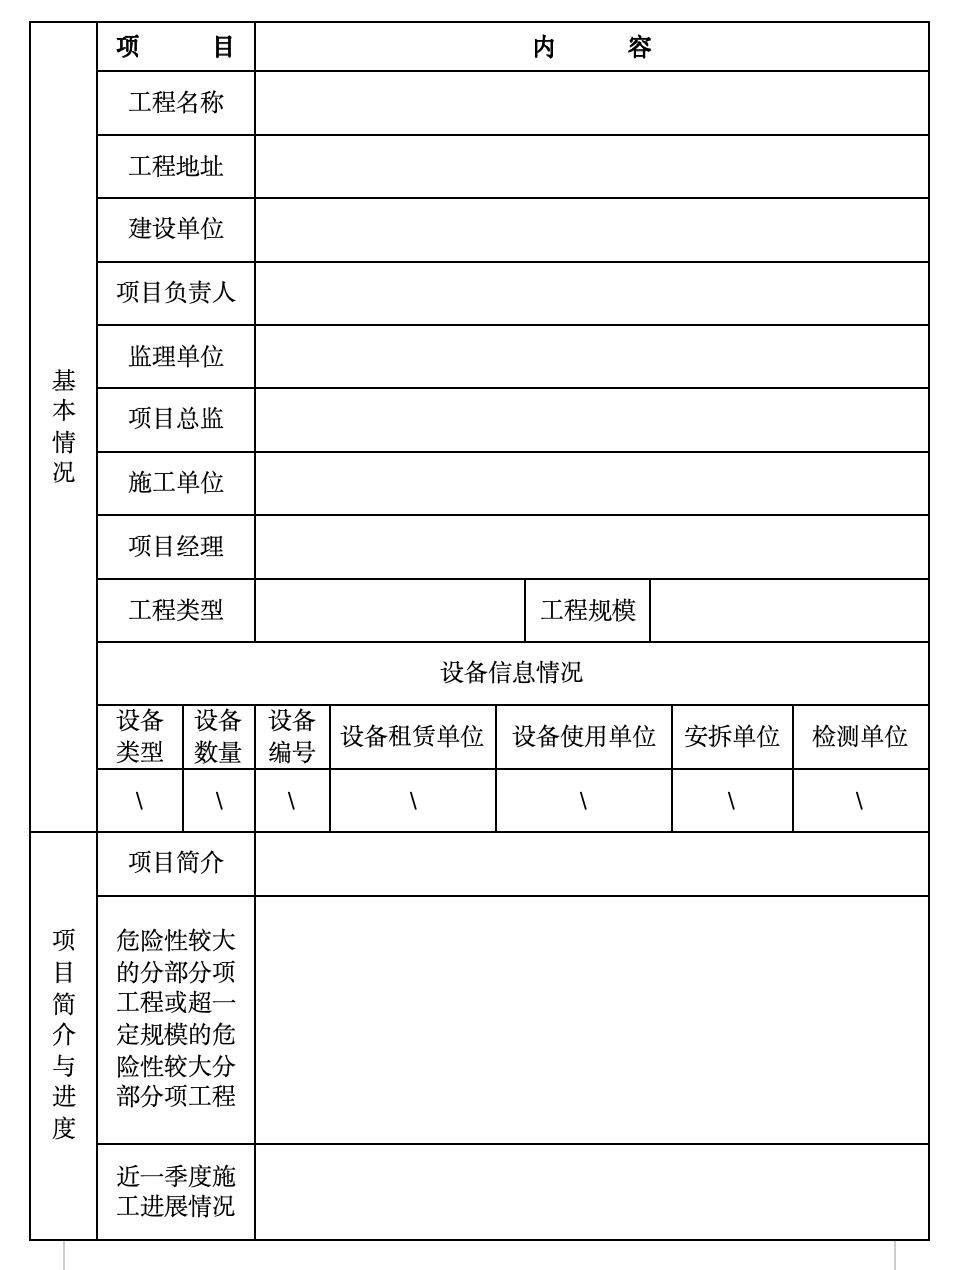 项 目 内 容
工程名称
工程地址
建设单位
项目负责人
监理单位
基本情况
项目总监
施工单位
项目经理
工程类型 工程规模
设备信息情况
设备类型 设备数量 设备编号 设备租赁单位 设备使用单位 安拆单位 检测单位
\ \ \ \ \ \ \
项目简介与进度
项目简介
危险性较大
的分部分项
工程或超一
定规模的危
险性较大分
部分项工程
近一季度施
工进展情况